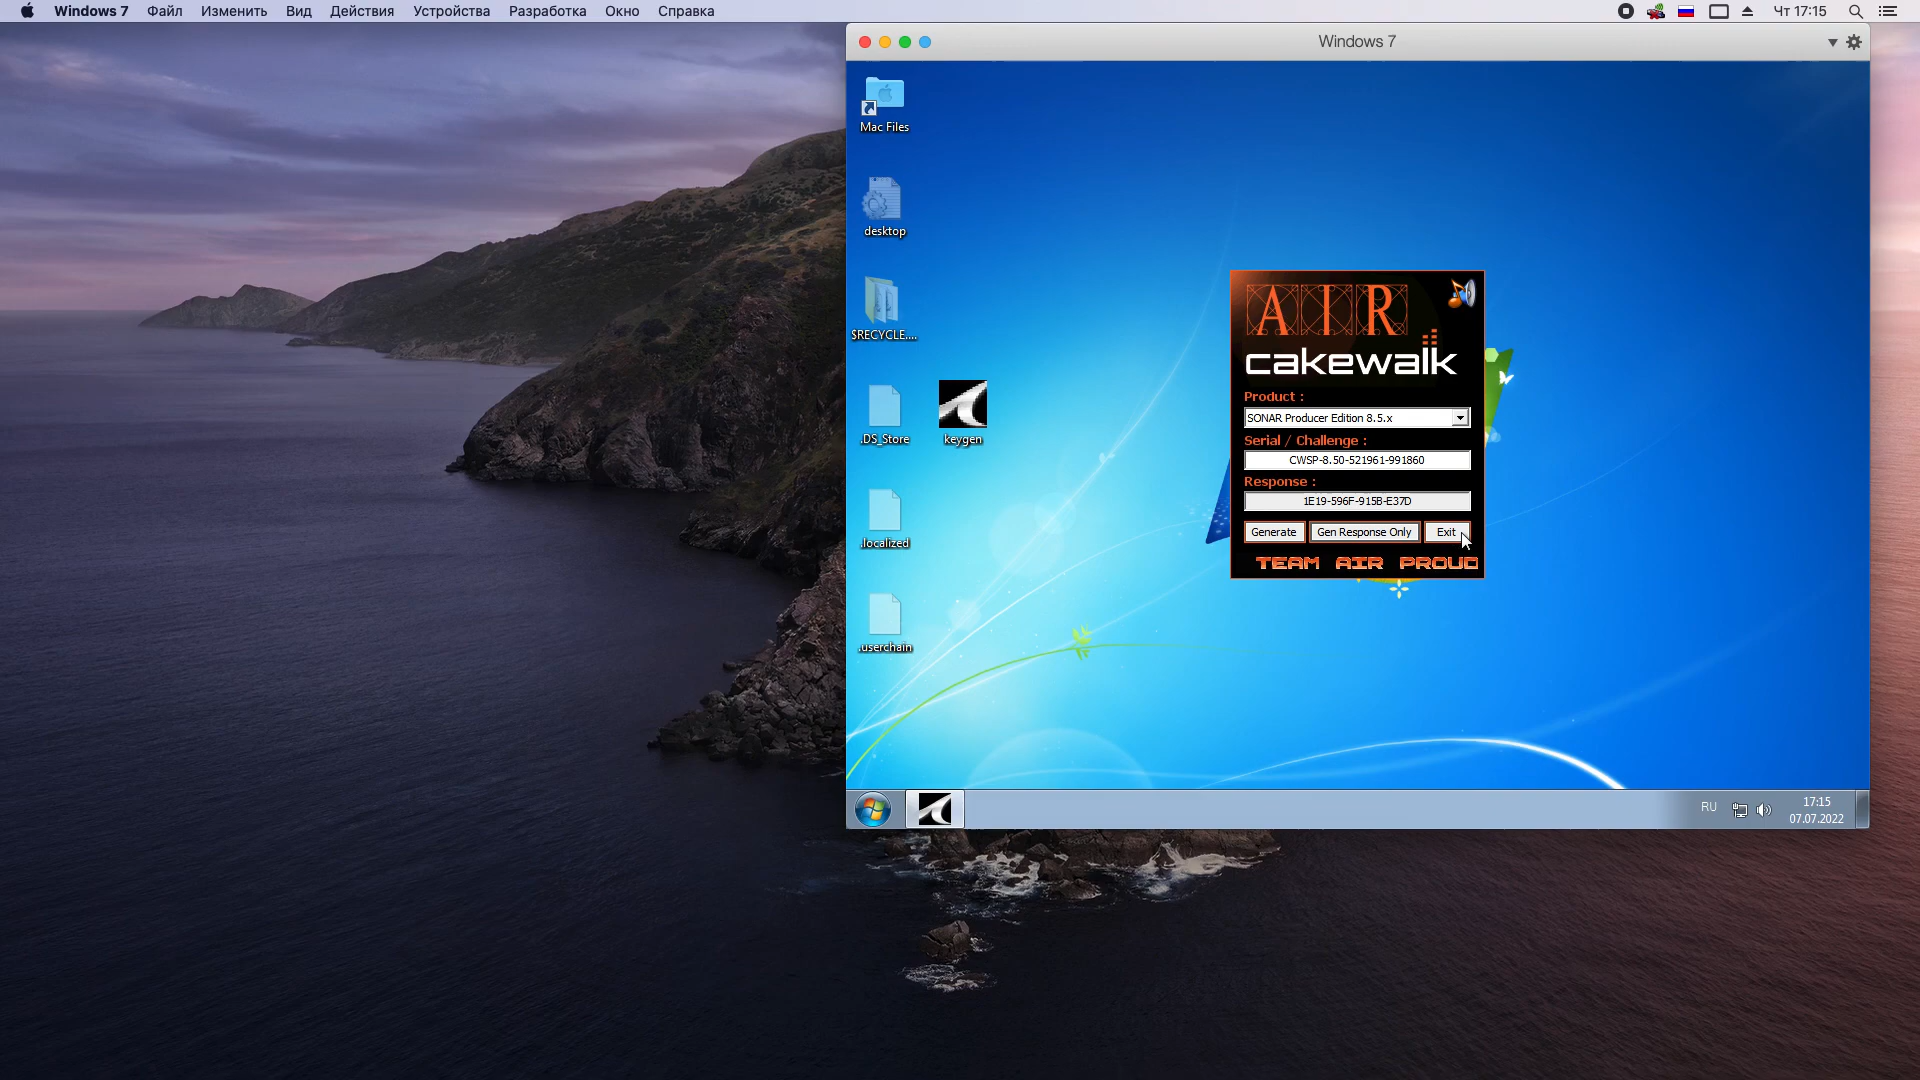 Windows 7 Файл Изменить Вид Действия Устройства Разработка Окно Справка Чт 17:15
Windows 7
Mac Files
desktop
$RECYCLE....
.DS_Store
keygen
.localized
.userchain
AIR
cakewalk
Product :
SONAR Producer Edition 8.5.x
Serial / Challenge :
CWSP-8.50-521961-991860
Response :
1E19-596F-915B-E37D
Generate Gen Response Only Exit
TEAM AIR PROUD
RU
17:15
07.07.2022